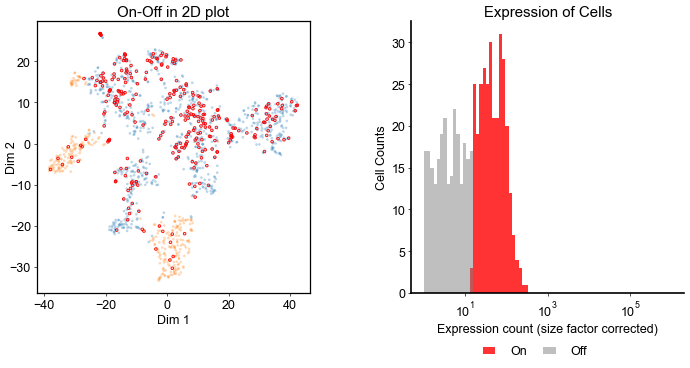 On-Off in 2D plot
Dim 2
20
10
0
−10
−20
−30
−40
−20
0
20
40
Dim 1
Expression of Cells
Cell Counts
30
25
20
15
10
5
0
10^1
10^3
10^5
Expression count (size factor corrected)
On
Off